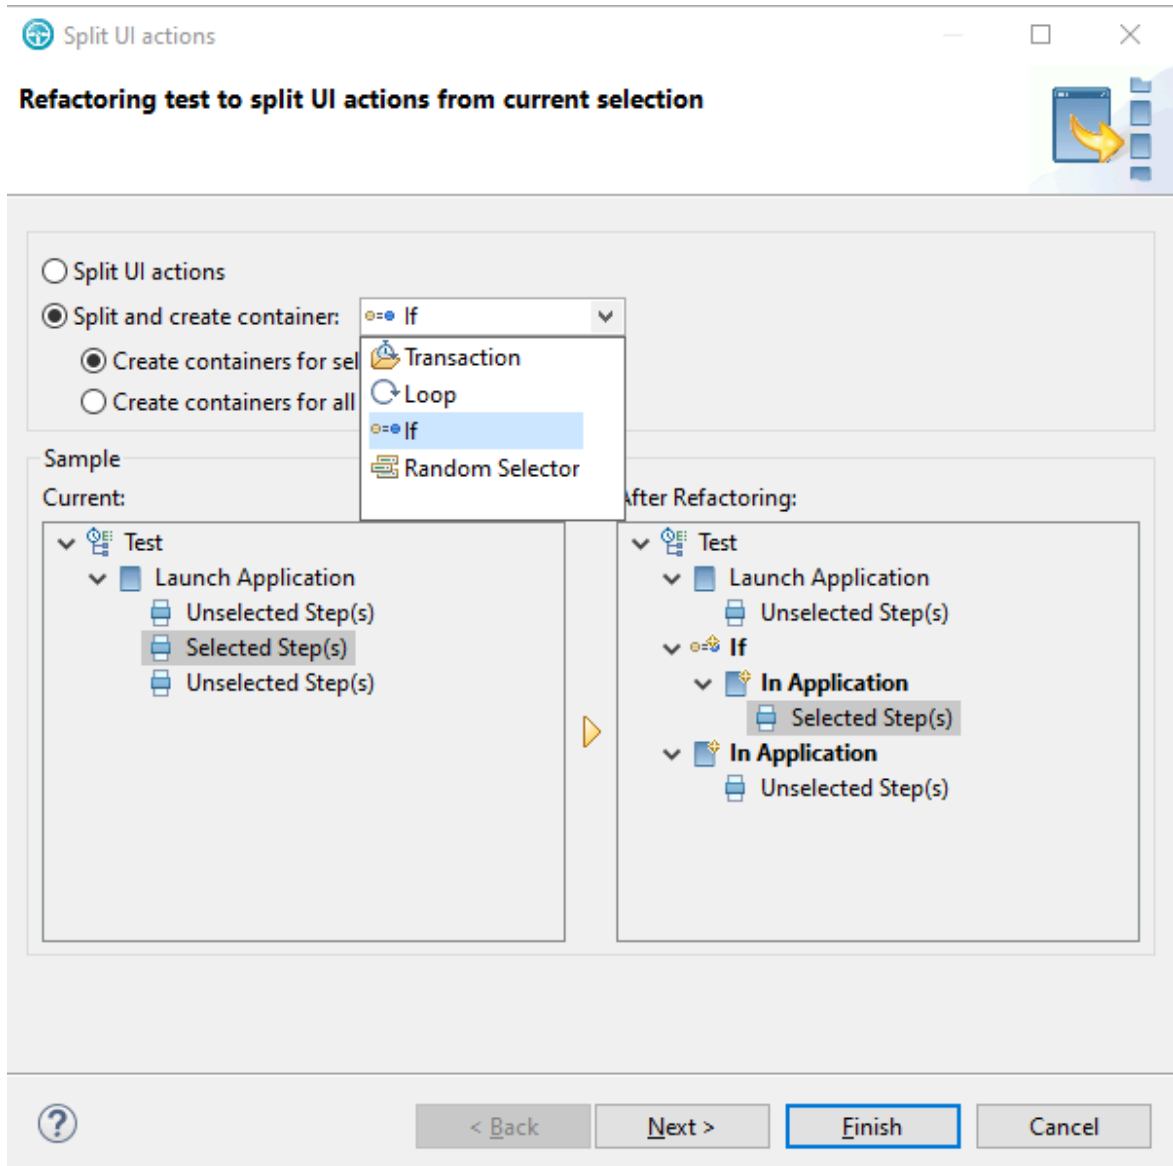 Split UI actions
Refactoring test to split UI actions from current selection
Split UI actions
Split and create container: If
Transaction
Create containers for sel
Loop
Create containers for all
If
Random Selector
Sample
Current:
After Refactoring:
Test
Launch Application
Unselected Step(s)
Selected Step(s)
Unselected Step(s)
Test
Launch Application
Unselected Step(s)
If
In Application
Selected Step(s)
In Application
Unselected Step(s)
< Back
Next >
Finish
Cancel